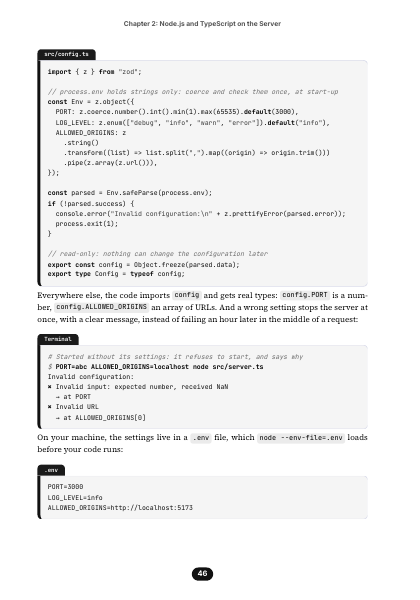 Chapter 2: Node.js and TypeScript on the Server
src/config.ts
import { z } from "zod";
// process.env holds strings only: coerce and check them once, at start-up
const Env = z.object({
  PORT: z.coerce.number().int().min(1).max(65535).default(3000),
  LOG_LEVEL: z.enum(["debug", "info", "warn", "error"]).default("info"),
  ALLOWED_ORIGINS: z
    .string()
    .transform((list) => list.split(",").map((origin) => origin.trim()))
    .pipe(z.array(z.url())),
});
const parsed = Env.safeParse(process.env);
if (!parsed.success) {
  console.error("Invalid configuration:\n" + z.prettifyError(parsed.error));
  process.exit(1);
}
// read-only: nothing can change the configuration later
export const config = Object.freeze(parsed.data);
export type Config = typeof config;
Everywhere else, the code imports config and gets real types: config.PORT is a num-
ber, config.ALLOWED_ORIGINS an array of URLs. And a wrong setting stops the server at
once, with a clear message, instead of failing an hour later in the middle of a request:
Terminal
# Started without its settings: it refuses to start, and says why
$ PORT=abc ALLOWED_ORIGINS=localhost node src/server.ts
Invalid configuration:
✖ Invalid input: expected number, received NaN
  → at PORT
✖ Invalid URL
  → at ALLOWED_ORIGINS[0]
On your machine, the settings live in a .env file, which node --env-file=.env loads
before your code runs:
.env
PORT=3000
LOG_LEVEL=info
ALLOWED_ORIGINS=http://localhost:5173
46